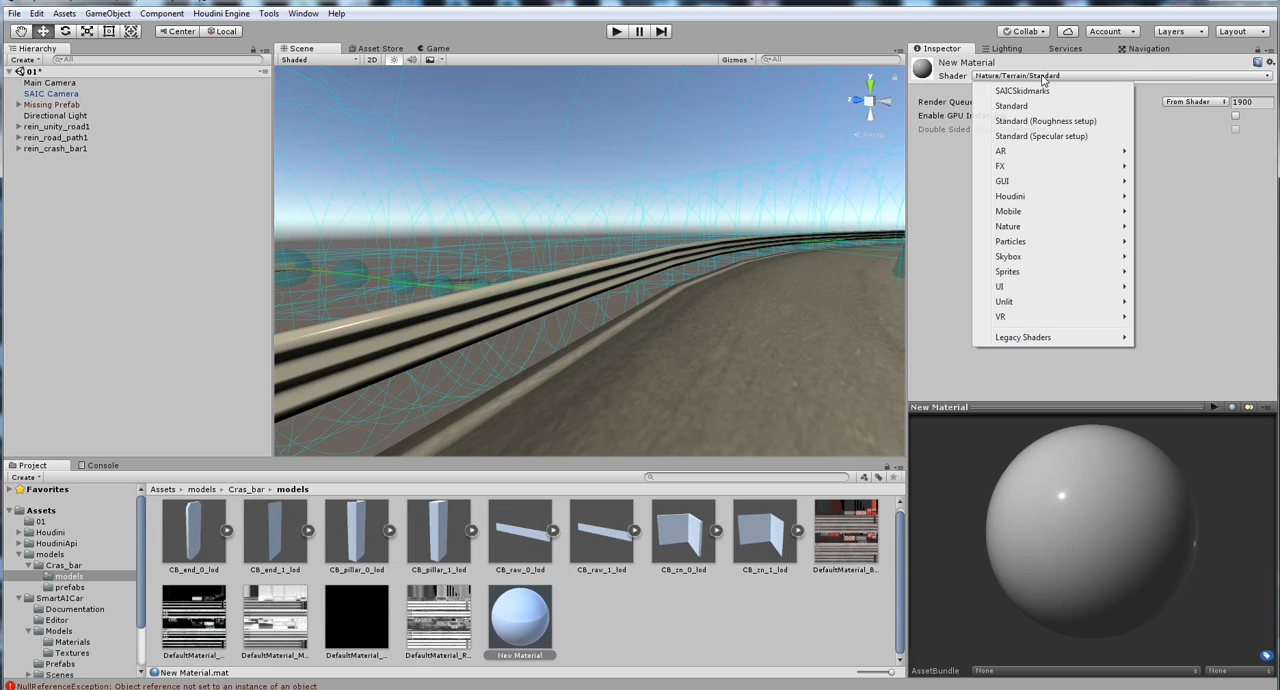 File Edit Assets GameObject Component Houdini Engine Tools Window Help
Center Local Collab Account Layers Layout
Hierarchy
Create All
01*
Main Camera
SAIC Camera
Missing Prefab
Directional Light
rein_unity_road1
rein_road_path1
rein_crash_bar1
Scene Asset Store Game
Shaded 2D Gizmos All
y
z
Persp
Inspector Lighting Services Navigation
New Material
Shader Nature/Terrain/Standard
Render Queue From Shader 1900
Enable GPU In
Double Sided
SAICSkidmarks
Standard
Standard (Roughness setup)
Standard (Specular setup)
AR
FX
GUI
Houdini
Mobile
Nature
Particles
Skybox
Sprites
UI
Unlit
VR
Legacy Shaders
New Material
AssetBundle None None
Project Console
Create
Favorites
Assets
01
Houdini
HoudiniApi
models
Cras_bar
models
prefabs
SmartAICar
Documentation
Editor
Models
Materials
Textures
Prefabs
Scenes
Assets models Cras_bar models
CB_end_0_lod CB_end_1_lod CB_pillar_0_lod CB_pillar_1_lod CB_raw_0_lod CB_raw_1_lod CB_zn_0_lod CB_zn_1_lod DefaultMaterial_B...
DefaultMaterial_... DefaultMaterial_M... DefaultMaterial_... DefaultMaterial_R... New Material
New Material.mat
NullReferenceException: Object reference not set to an instance of an object